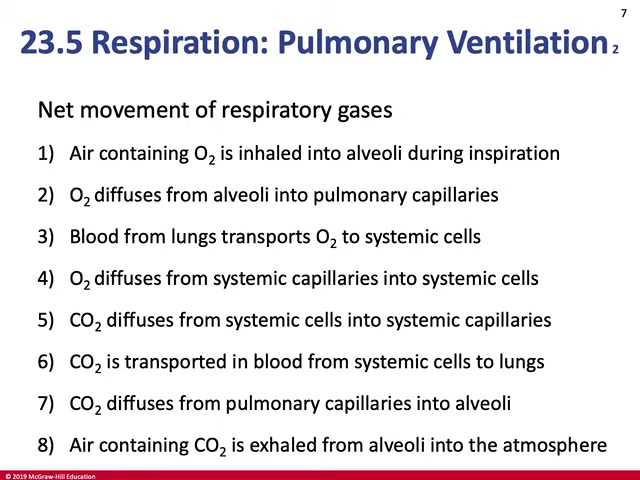 7
23.5 Respiration: Pulmonary Ventilation 2
Net movement of respiratory gases
1) Air containing O2 is inhaled into alveoli during inspiration
2) O2 diffuses from alveoli into pulmonary capillaries
3) Blood from lungs transports O2 to systemic cells
4) O2 diffuses from systemic capillaries into systemic cells
5) CO2 diffuses from systemic cells into systemic capillaries
6) CO2 is transported in blood from systemic cells to lungs
7) CO2 diffuses from pulmonary capillaries into alveoli
8) Air containing CO2 is exhaled from alveoli into the atmosphere
© 2019 McGraw-Hill Education